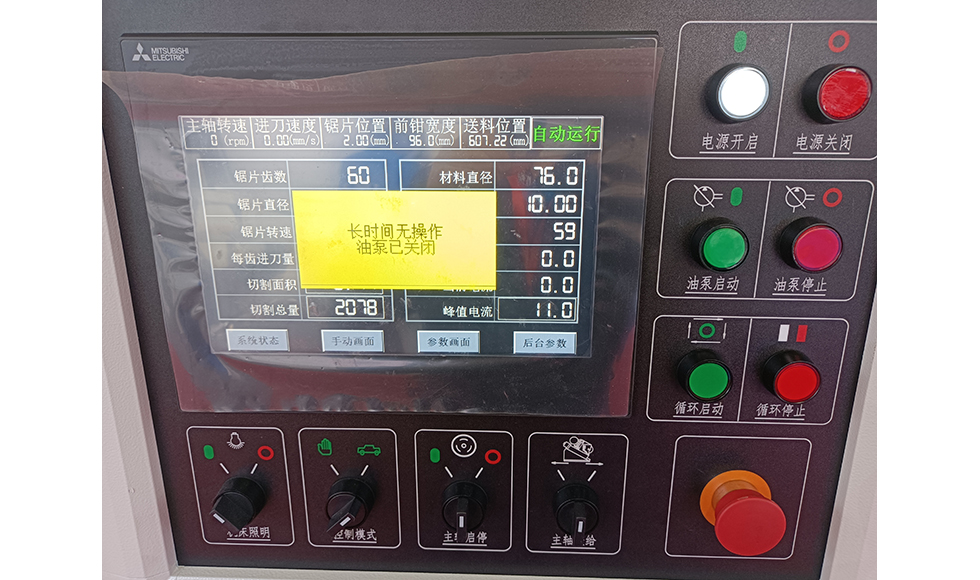 MITSUBISHI
ELECTRIC
主轴转速 进刀速度 锯片位置 前钳宽度 送料位置 自动运行
0 (rpm) 0.00(mm/s) 2.00(mm) 96.0(mm) 607.22(mm)
锯片齿数 60 材料直径 76.0
锯片直径 10.00
长时间无操作
油泵已关闭
锯片转速 59
每齿进刀量 0.0
切割面积 0.0
切割总量 2078 峰值电流 11.0
系统状态 手动画面 参数画面 后台参数
电源开启 电源关闭
油泵启动 油泵停止
循环启动 循环停止
床照明 控制模式 主轴启停 主轴 给